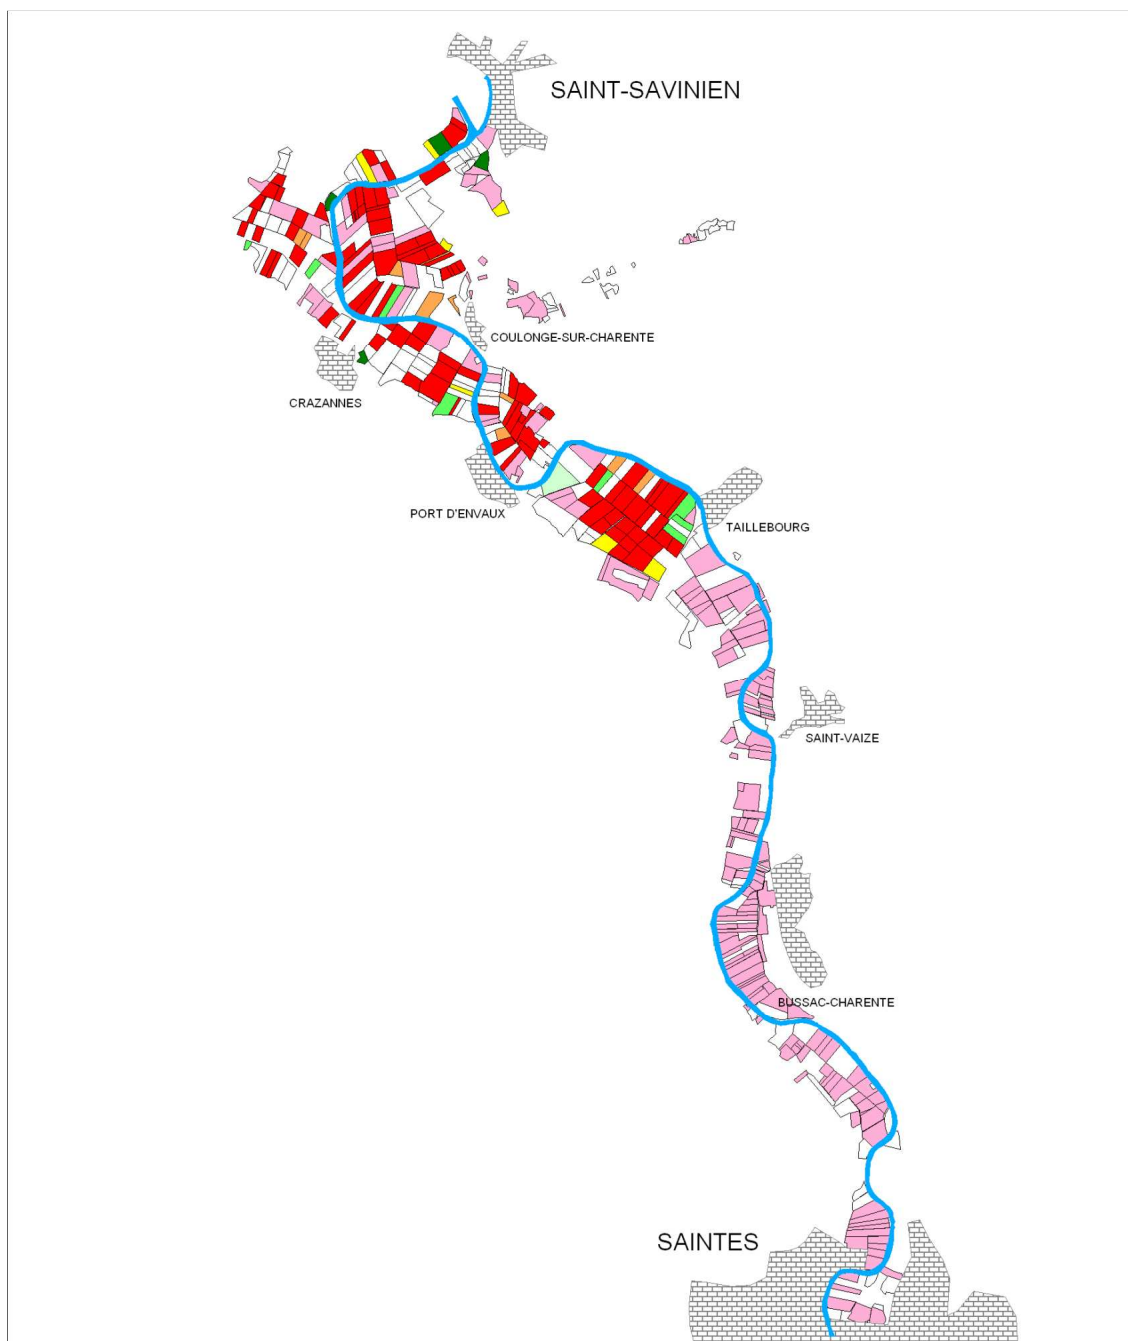 SAINT-SAVINIEN
COULONGE-SUR-CHARENTE
CRAZANNES
PORT D'ENVAUX
TAILLEBOURG
SAINT-VAIZE
BUSSAC-CHARENTE
SAINTES